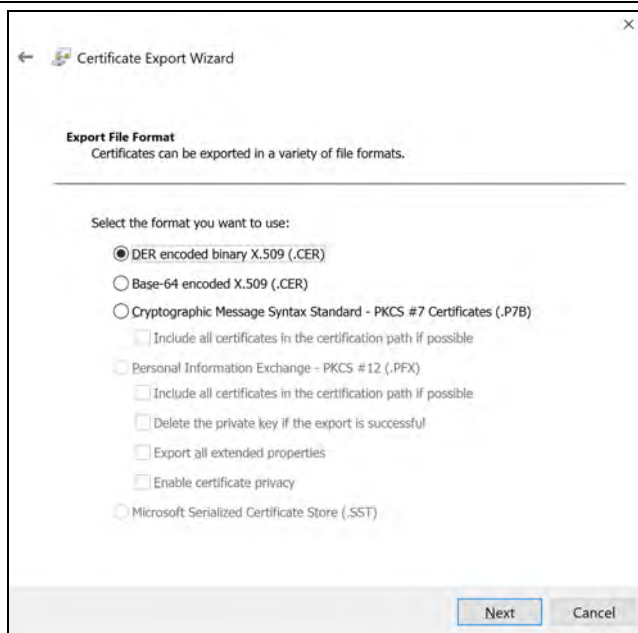 Certificate Export Wizard
Export File Format
Certificates can be exported in a variety of file formats.
Select the format you want to use:
DER encoded binary X.509 (.CER)
Base-64 encoded X.509 (.CER)
Cryptographic Message Syntax Standard - PKCS #7 Certificates (.P7B)
Include all certificates in the certification path if possible
Personal Information Exchange - PKCS #12 (.PFX)
Include all certificates in the certification path if possible
Delete the private key if the export is successful
Export all extended properties
Enable certificate privacy
Microsoft Serialized Certificate Store (.SST)
Next Cancel